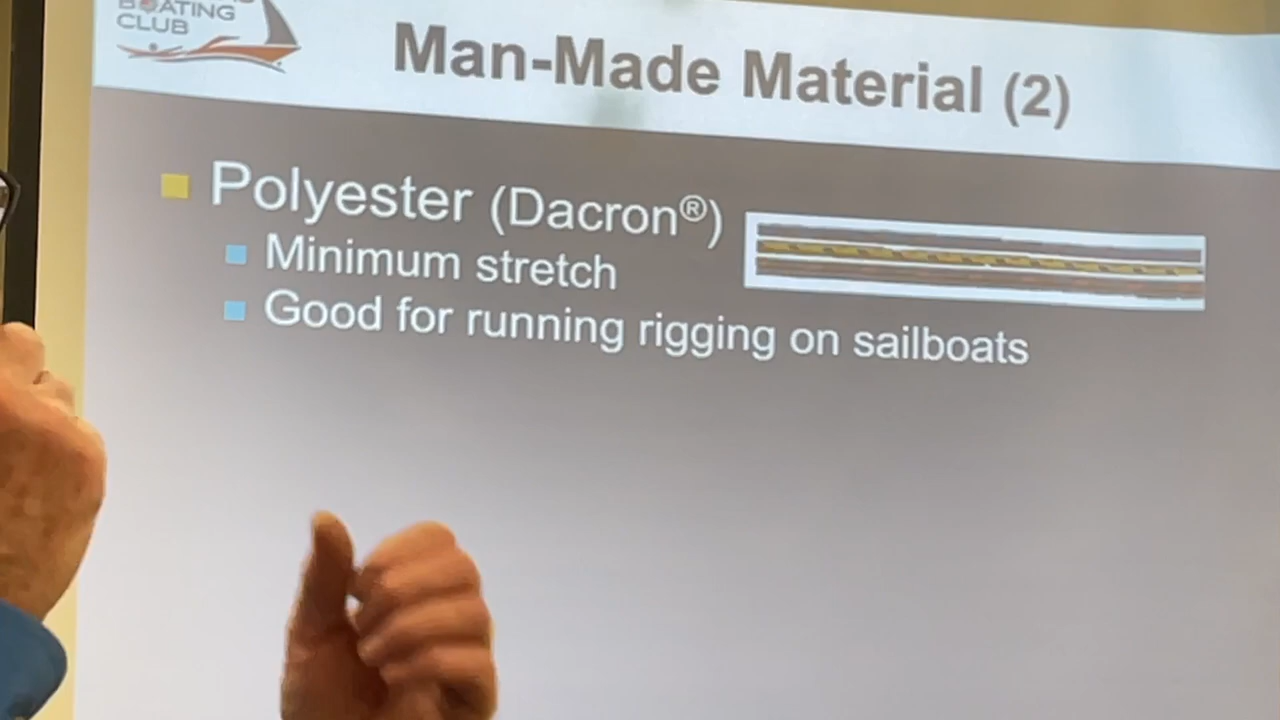 BOATING
CLUB
Man-Made Material (2)
Polyester (Dacron®)
Minimum stretch
Good for running rigging on sailboats